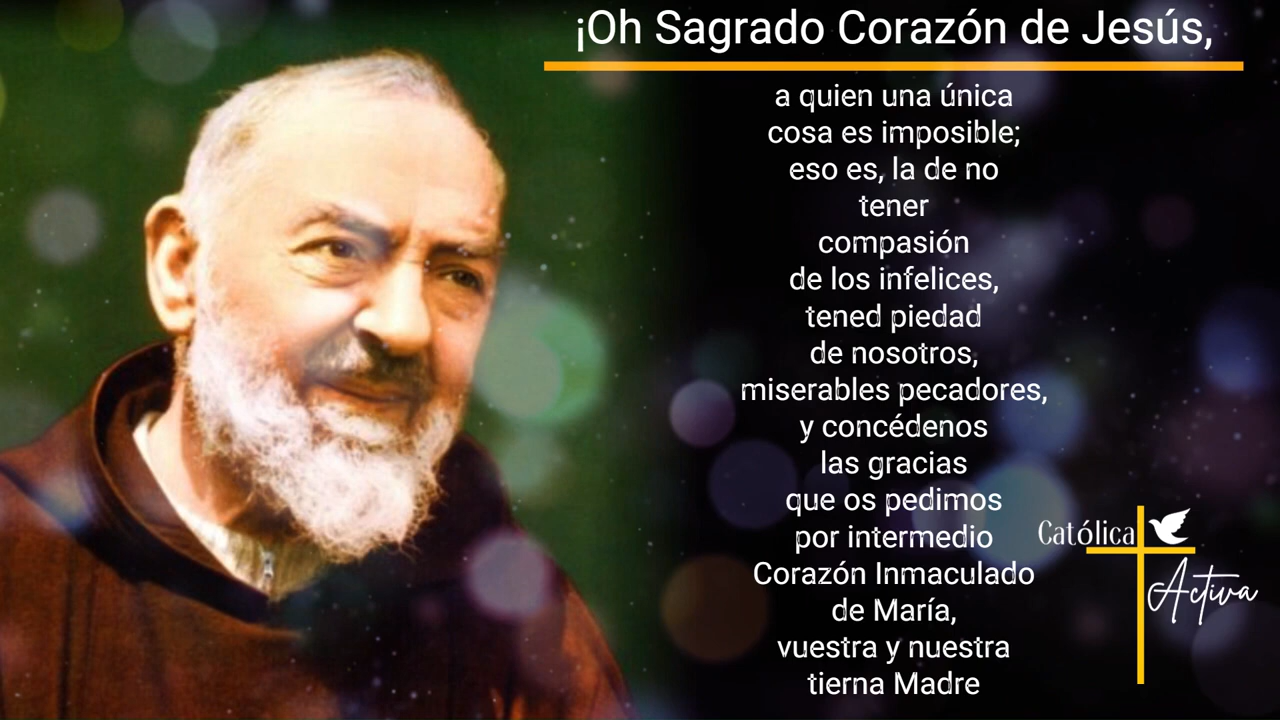 ¡Oh Sagrado Corazón de Jesús,
a quien una única
cosa es imposible;
eso es, la de no
tener
compasión
de los infelices,
tened piedad
de nosotros,
miserables pecadores,
y concédenos
las gracias
que os pedimos
por intermedio
Corazón Inmaculado
de María,
vuestra y nuestra
tierna Madre
Católica
Activa